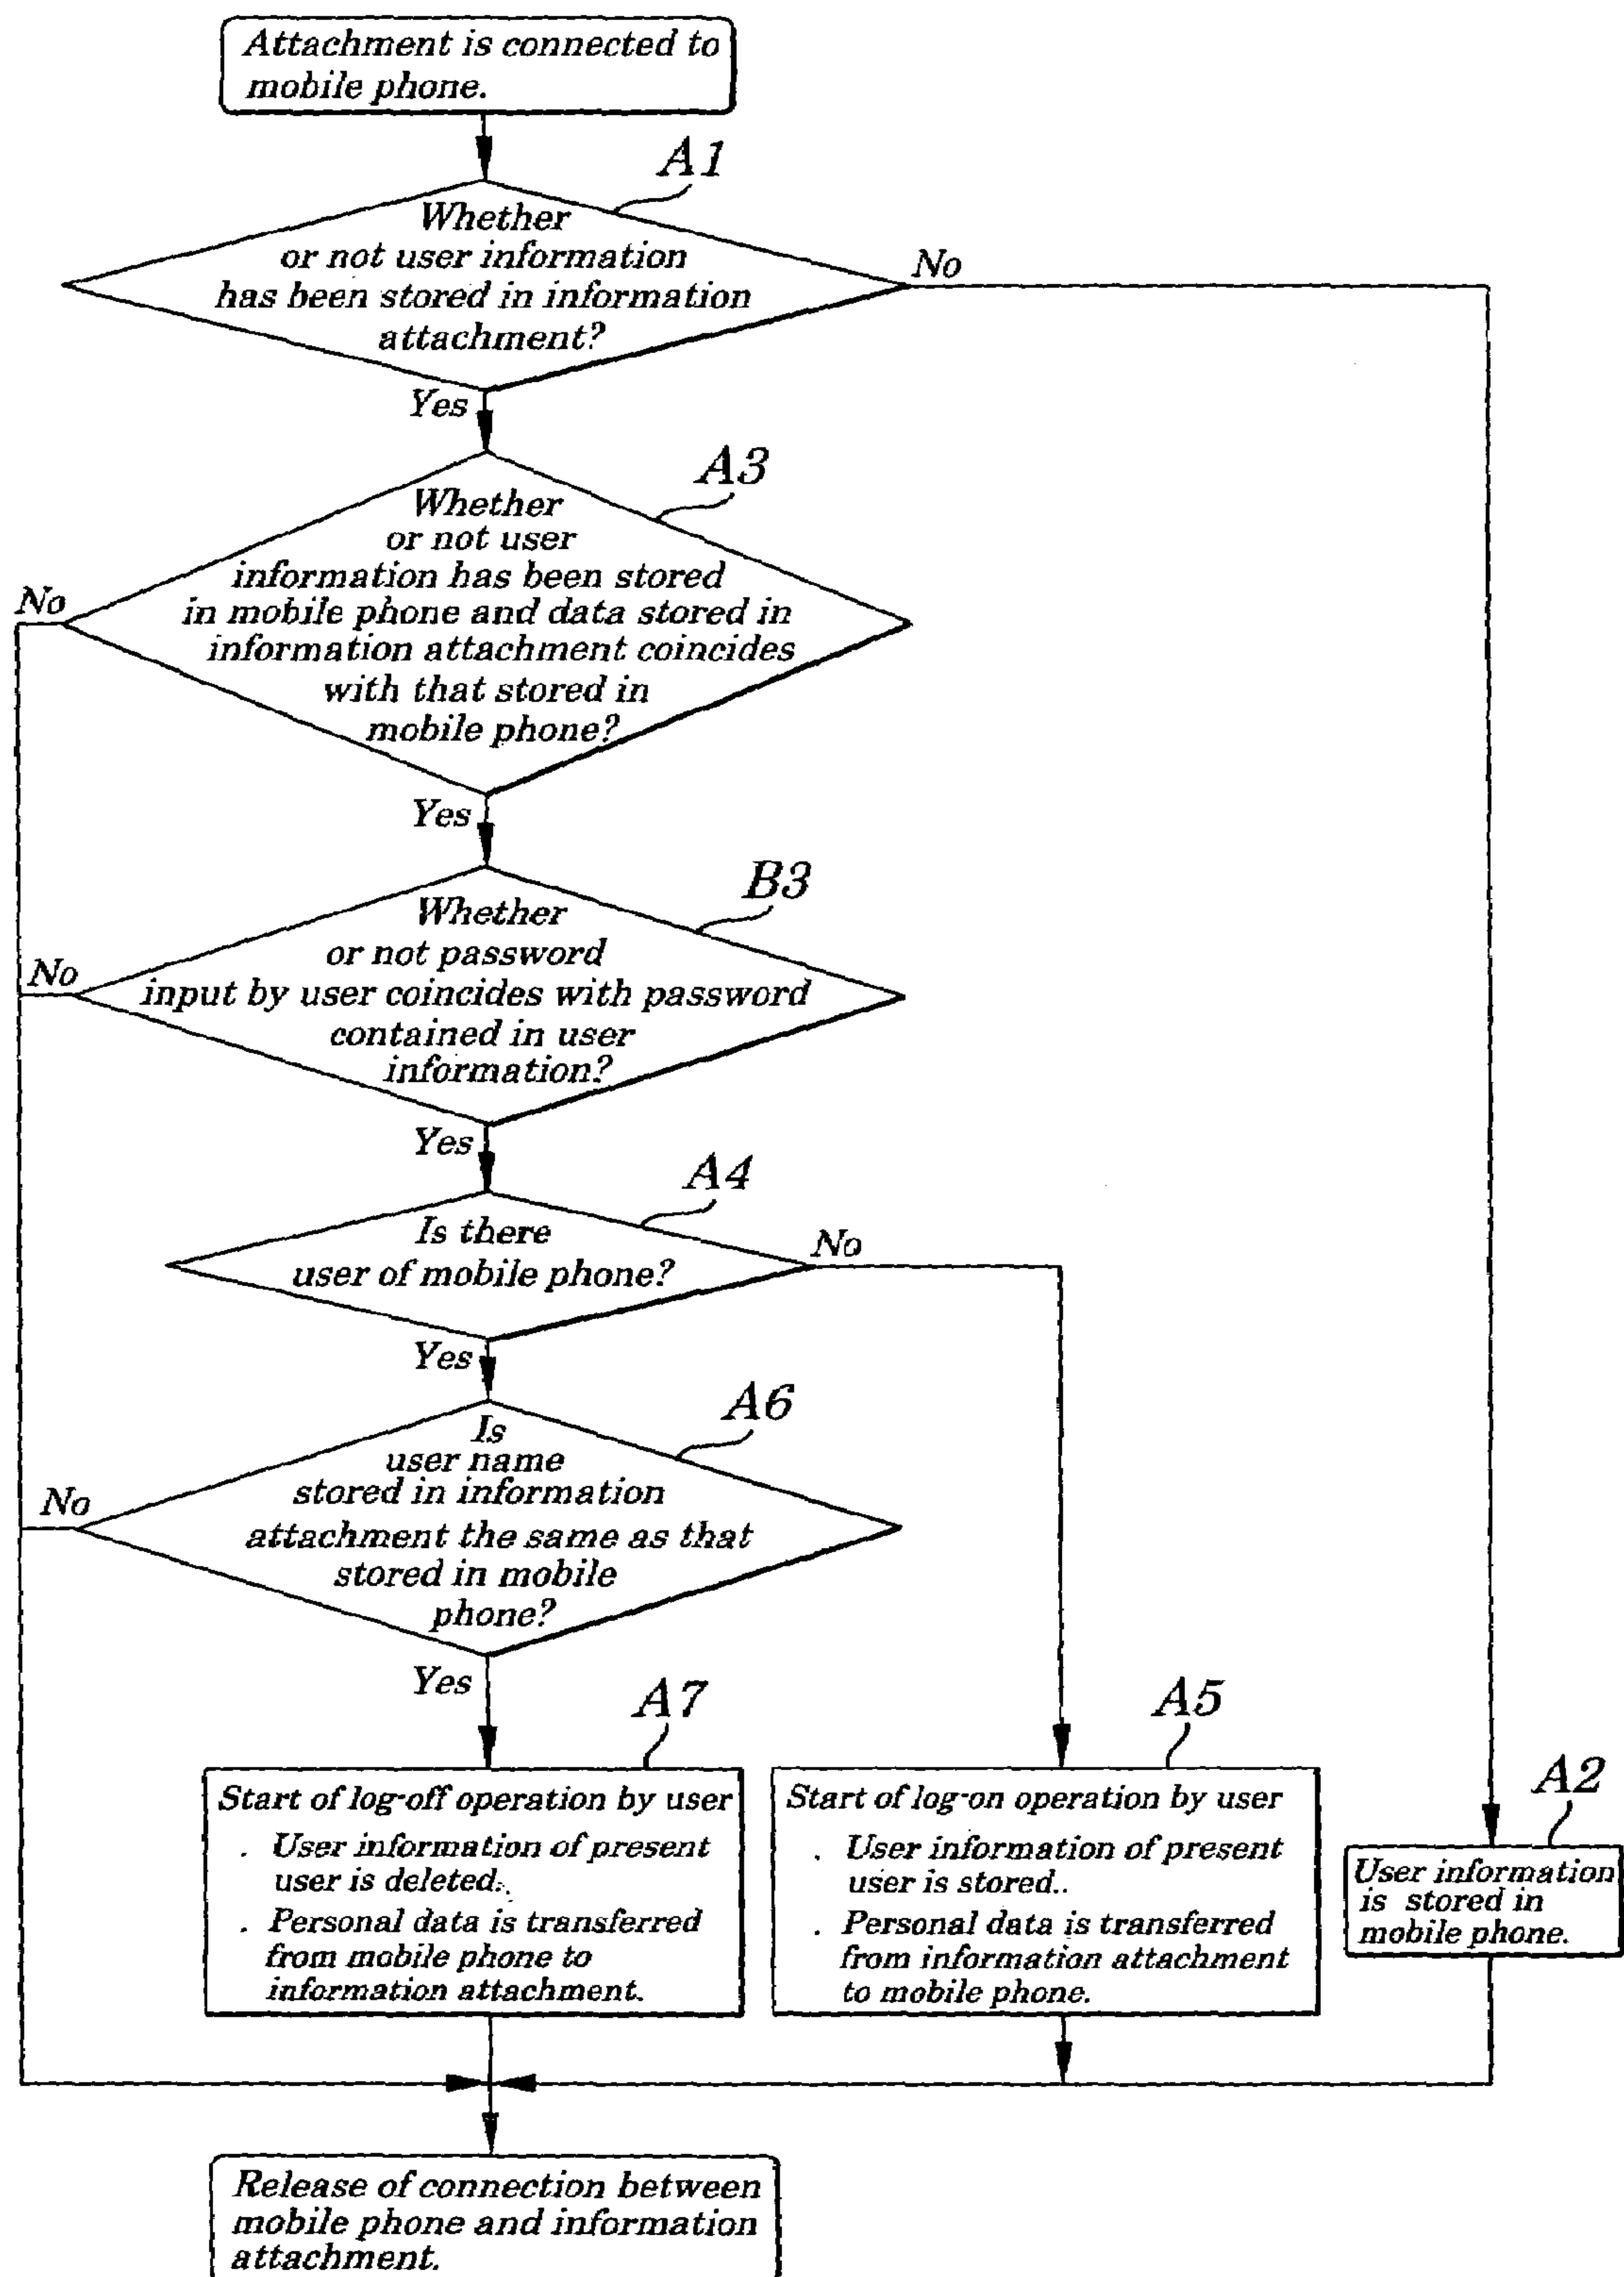 Attachment is connected to
mobile phone.
A1
Whether
or not user information
has been stored in information
attachment?
No
Yes
A3
Whether
or not user
information has been stored
in mobile phone and data stored in
information attachment coincides
with that stored in
mobile phone?
No
Yes
B3
Whether
or not password
input by user coincides with password
contained in user
information?
No
Yes
A4
Is there
user of mobile phone?
No
Yes
A6
Is
user name
stored in information
attachment the same as that
stored in mobile
phone?
No
Yes
A7
Start of log-off operation by user
. User information of present
user is deleted.
. Personal data is transferred
from mobile phone to
information attachment.
A5
Start of log-on operation by user
. User information of present
user is stored..
. Personal data is transferred
from information attachment
to mobile phone.
A2
User information
is stored in
mobile phone.
Release of connection between
mobile phone and information
attachment.